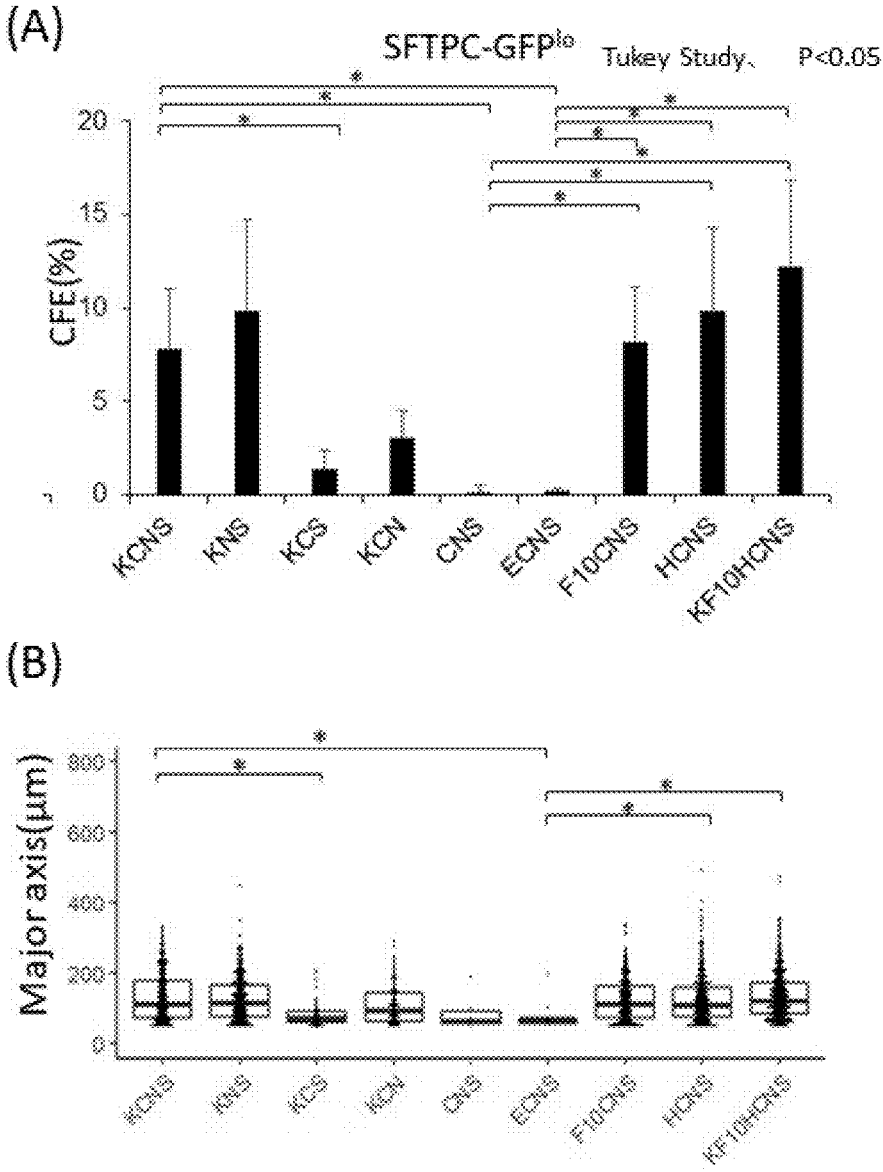 (A)
SFTPC-GFPlo
Tukey Study、 P<0.05
*
*
*
*
*
*
*
*
*
CFE(%)
20
15
10
5
0
KCNS KNS KCS KCN CNS ECNS F10CNS HCNS KF10HCNS
(B)
*
*
*
*
Major axis(μm)
800
600
400
200
0
KCNS KNS KCS KCN CNS ECNS F10CNS HCNS KF10HCNS